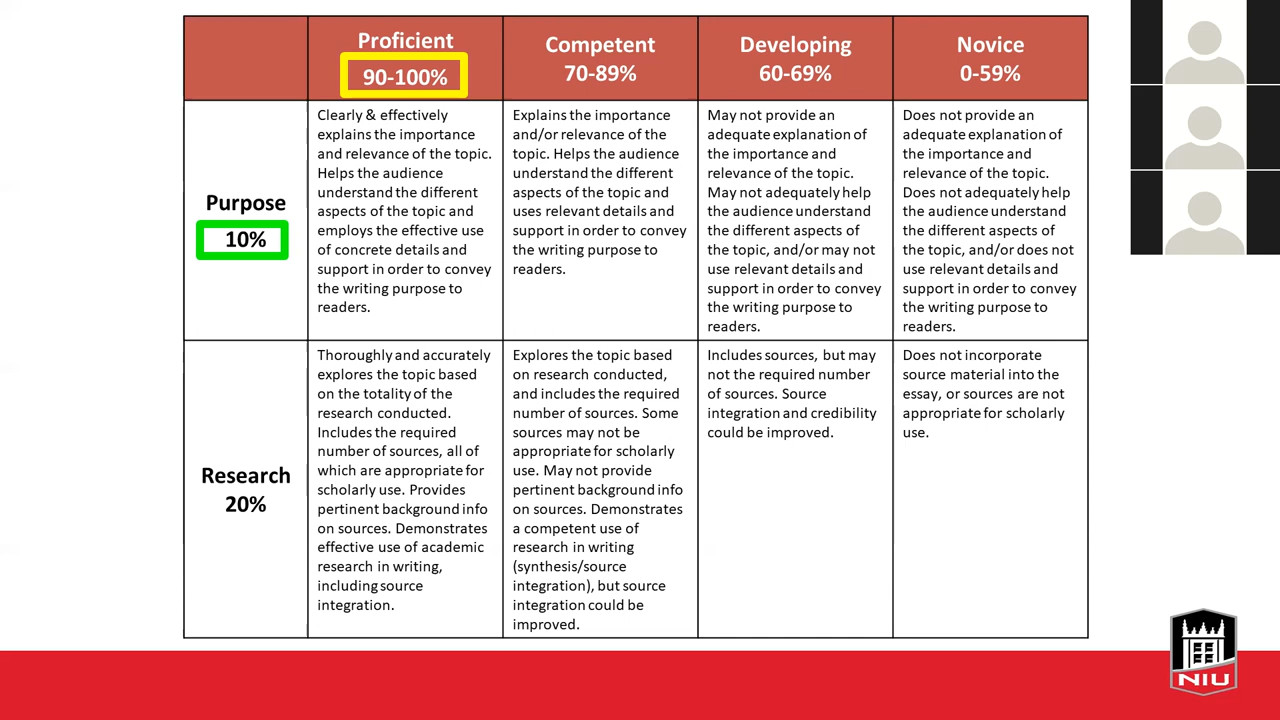 Proficient
90-100%
Competent
70-89%
Developing
60-69%
Novice
0-59%
Purpose
10%
Clearly & effectively
explains the importance
and relevance of the topic.
Helps the audience
understand the different
aspects of the topic and
employs the effective use
of concrete details and
support in order to convey
the writing purpose to
readers.
Explains the importance
and/or relevance of the
topic. Helps the audience
understand the different
aspects of the topic and
uses relevant details and
support in order to convey
the writing purpose to
readers.
May not provide an
adequate explanation of
the importance and
relevance of the topic.
May not adequately help
the audience understand
the different aspects of
the topic, and/or may not
use relevant details and
support in order to convey
the writing purpose to
readers.
Does not provide an
adequate explanation of
the importance and
relevance of the topic.
Does not adequately help
the audience understand
the different aspects of
the topic, and/or does not
use relevant details and
support in order to convey
the writing purpose to
readers.
Research
20%
Thoroughly and accurately
explores the topic based
on the totality of the
research conducted.
Includes the required
number of sources, all of
which are appropriate for
scholarly use. Provides
pertinent background info
on sources. Demonstrates
effective use of academic
research in writing,
including source
integration.
Explores the topic based
on research conducted,
and includes the required
number of sources. Some
sources may not be
appropriate for scholarly
use. May not provide
pertinent background info
on sources. Demonstrates
a competent use of
research in writing
(synthesis/source
integration), but source
integration could be
improved.
Includes sources, but may
not the required number
of sources. Source
integration and credibility
could be improved.
Does not incorporate
source material into the
essay, or sources are not
appropriate for scholarly
use.
NIU